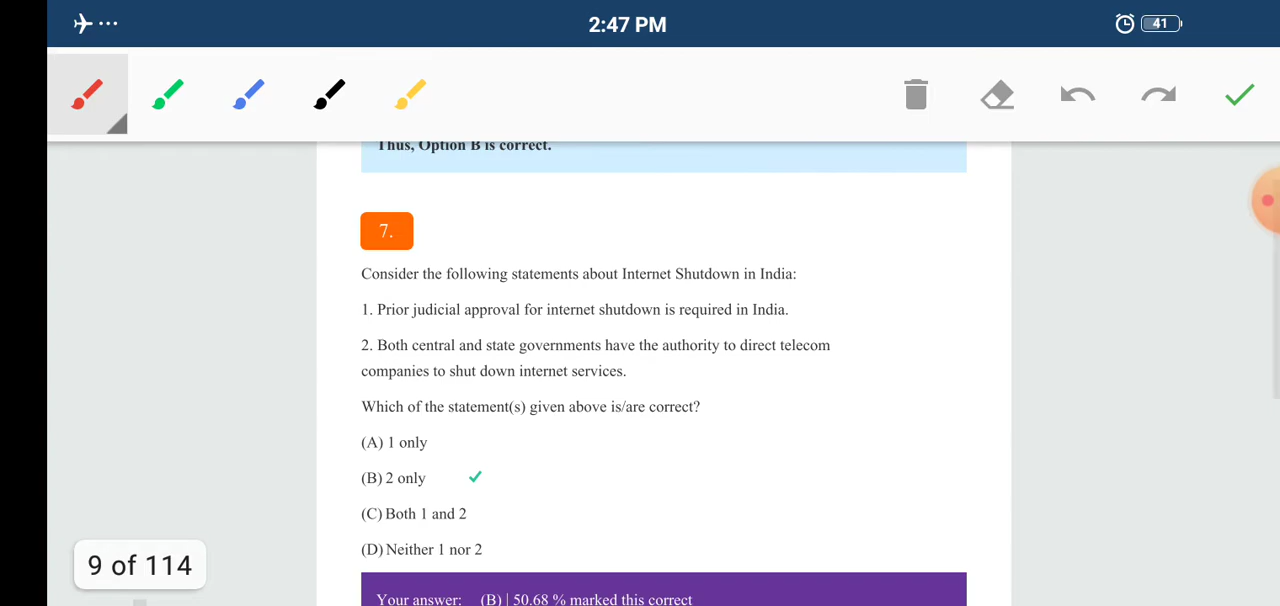 2:47 PM
41
Thus, Option B is correct.
7.
Consider the following statements about Internet Shutdown in India:
1. Prior judicial approval for internet shutdown is required in India.
2. Both central and state governments have the authority to direct telecom
companies to shut down internet services.
Which of the statement(s) given above is/are correct?
(A) 1 only
(B) 2 only
(C) Both 1 and 2
(D) Neither 1 nor 2
9 of 114
Your answer: (B) | 50.68 % marked this correct